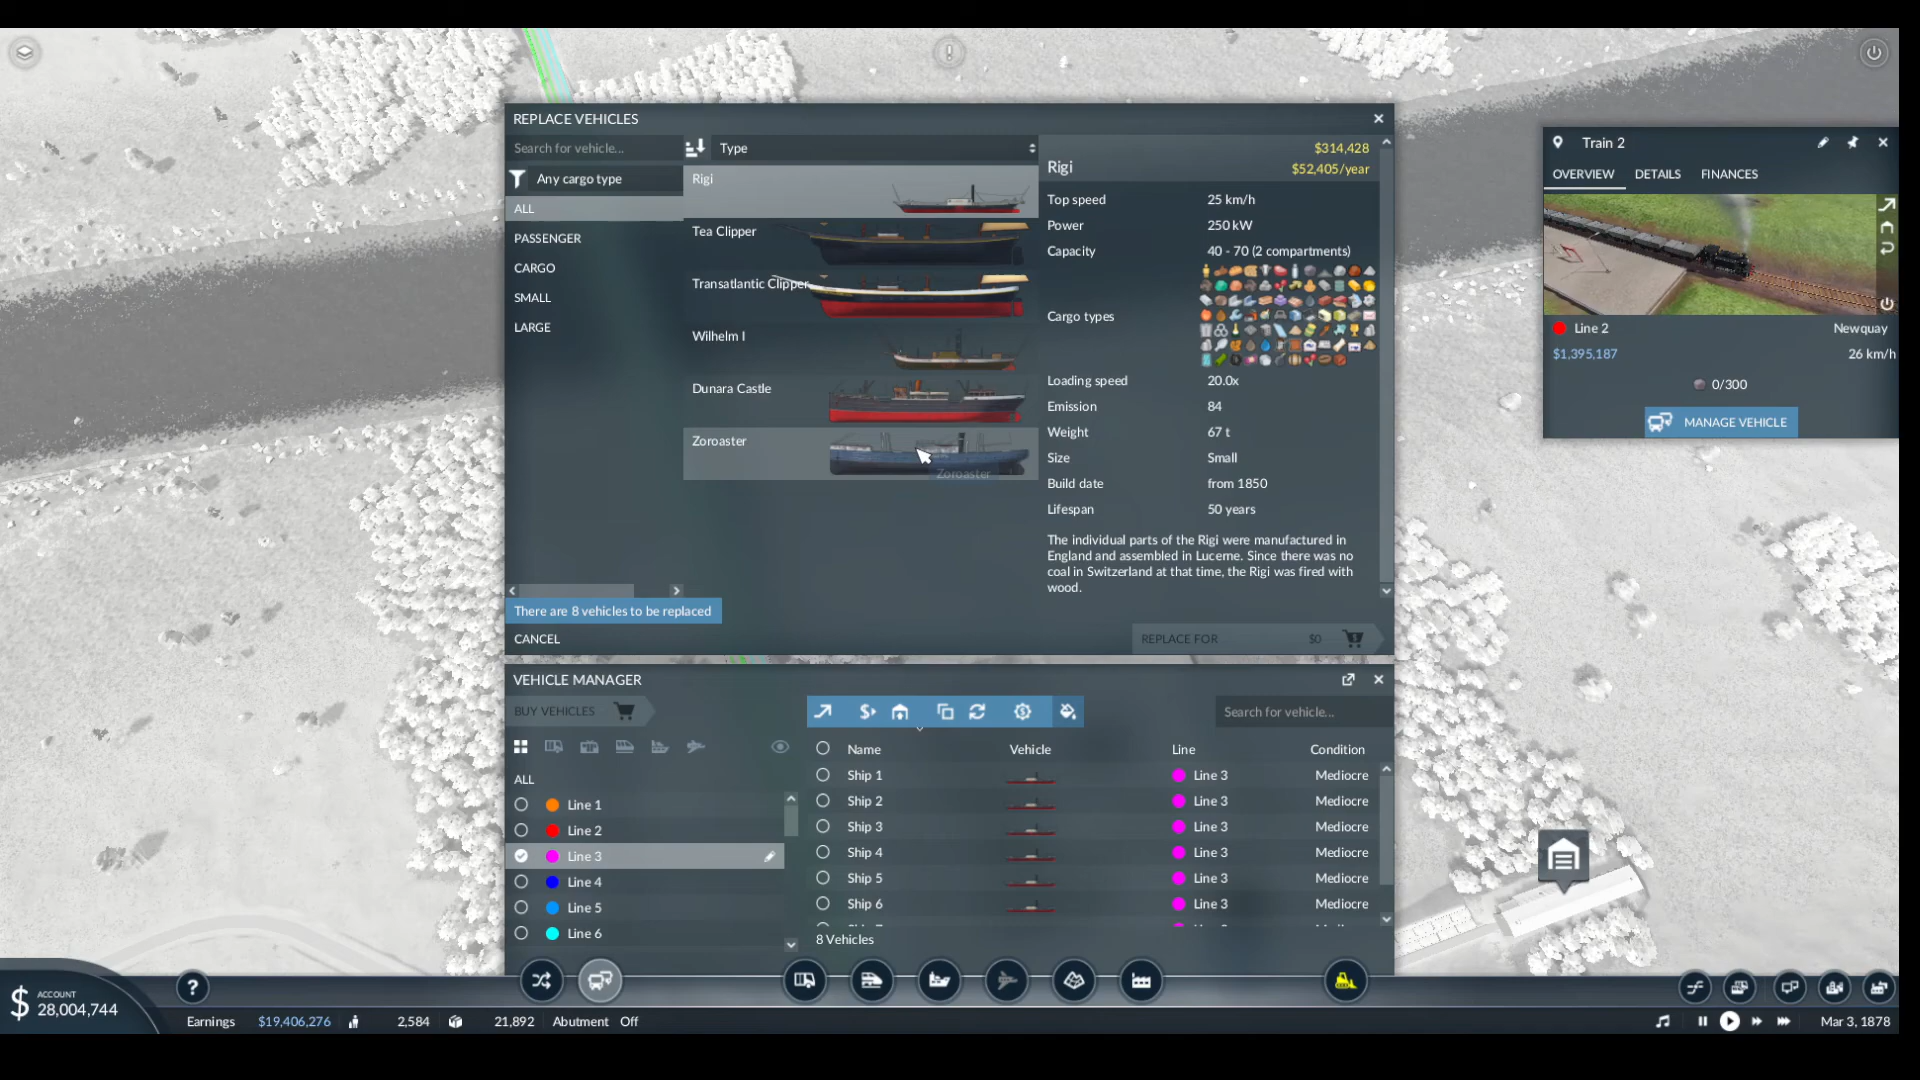 REPLACE VEHICLES
Search for vehicle...
Type
Any cargo type
ALL
PASSENGER
CARGO
SMALL
LARGE
Rigi
Tea Clipper
Transatlantic Clipper
Wilhelm I
Dunara Castle
Zoroaster
Zoroaster
$314,428
Rigi
$52,405/year
Top speed 25 km/h
Power 250 kW
Capacity 40 - 70 (2 compartments)
Cargo types
Loading speed 20.0x
Emission 84
Weight 67 t
Size Small
Build date from 1850
Lifespan 50 years
The individual parts of the Rigi were manufactured in
England and assembled in Lucerne. Since there was no
coal in Switzerland at that time, the Rigi was fired with
wood.
There are 8 vehicles to be replaced
CANCEL
REPLACE FOR $0
Train 2
OVERVIEW DETAILS FINANCES
Line 2 Newquay
$1,395,187 26 km/h
0/300
MANAGE VEHICLE
VEHICLE MANAGER
BUY VEHICLES
Search for vehicle...
ALL
Line 1
Line 2
Line 3
Line 4
Line 5
Line 6
Name Vehicle Line Condition
Ship 1 Line 3 Mediocre
Ship 2 Line 3 Mediocre
Ship 3 Line 3 Mediocre
Ship 4 Line 3 Mediocre
Ship 5 Line 3 Mediocre
Ship 6 Line 3 Mediocre
8 Vehicles
$ ACCOUNT
28,004,744
?
Earnings $19,406,276 2,584 21,892 Abutment Off
Mar 3, 1878